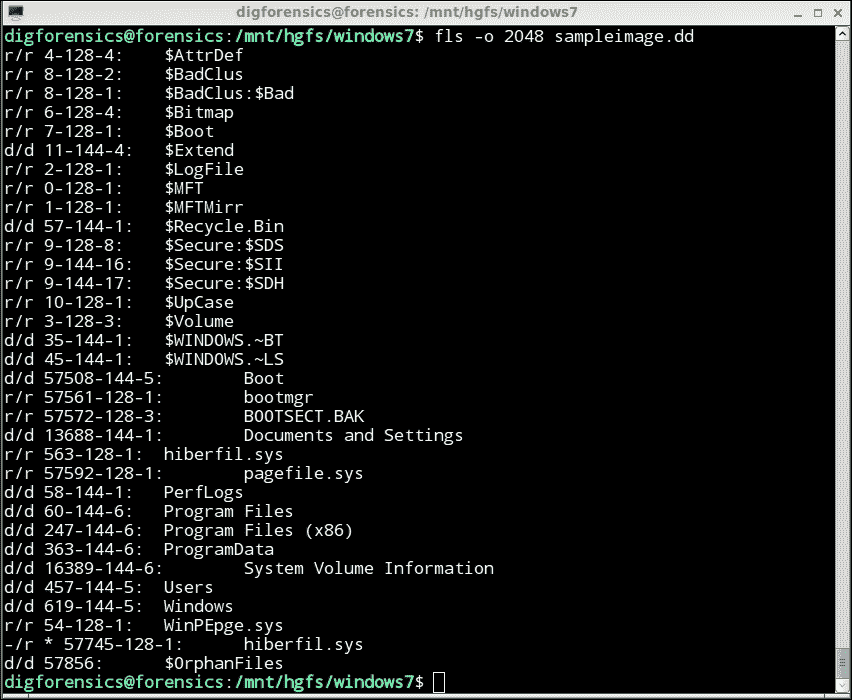 digforensics@forensics: /mnt/hgfs/windows7
digforensics@forensics:/mnt/hgfs/windows7$ fls -o 2048 sampleimage.dd
r/r 4-128-4:    $AttrDef
r/r 8-128-2:    $BadClus
r/r 8-128-1:    $BadClus:$Bad
r/r 6-128-4:    $Bitmap
r/r 7-128-1:    $Boot
d/d 11-144-4:   $Extend
r/r 2-128-1:    $LogFile
r/r 0-128-1:    $MFT
r/r 1-128-1:    $MFTMirr
d/d 57-144-1:   $Recycle.Bin
r/r 9-128-8:    $Secure:$SDS
r/r 9-144-16:   $Secure:$SII
r/r 9-144-17:   $Secure:$SDH
r/r 10-128-1:   $UpCase
r/r 3-128-3:    $Volume
d/d 35-144-1:   $WINDOWS.~BT
d/d 45-144-1:   $WINDOWS.~LS
d/d 57508-144-5:        Boot
r/r 57561-128-1:        bootmgr
r/r 57572-128-3:        BOOTSECT.BAK
d/d 13688-144-1:        Documents and Settings
r/r 563-128-1:  hiberfil.sys
r/r 57592-128-1:        pagefile.sys
d/d 58-144-1:   PerfLogs
d/d 60-144-6:   Program Files
d/d 247-144-6:  Program Files (x86)
d/d 363-144-6:  ProgramData
d/d 16389-144-6:        System Volume Information
d/d 457-144-5:  Users
d/d 619-144-5:  Windows
r/r 54-128-1:   WinPEpge.sys
-/r * 57745-128-1:      hiberfil.sys
d/d 57856:      $OrphanFiles
digforensics@forensics:/mnt/hgfs/windows7$